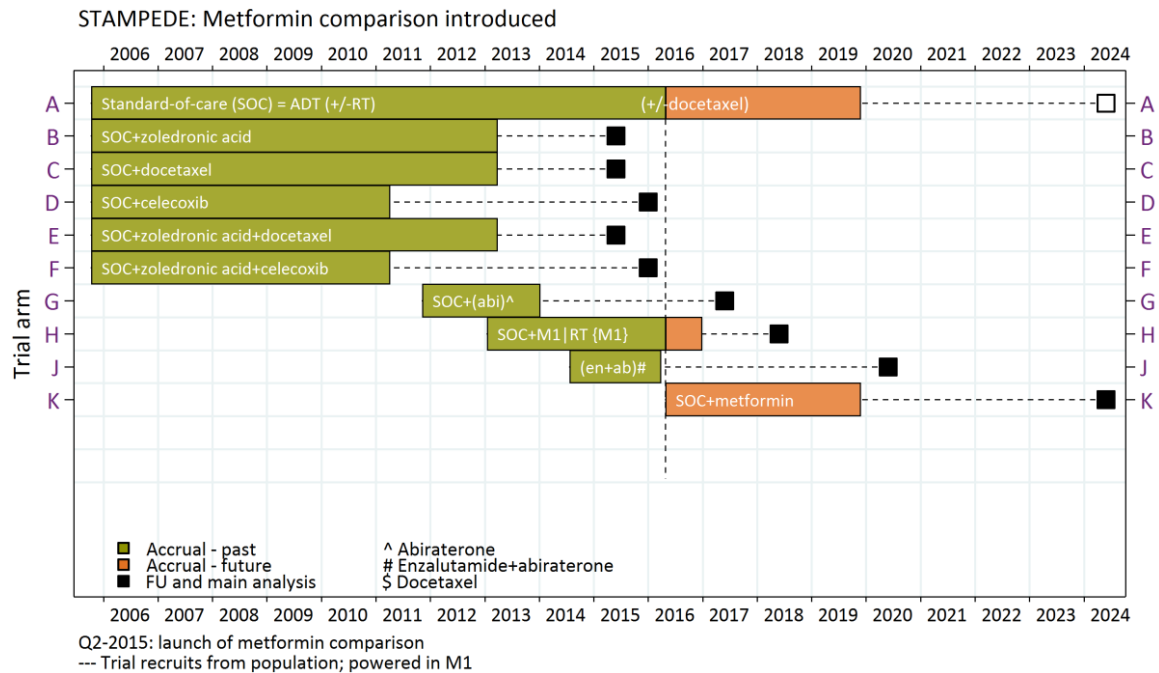 STAMPEDE: Metformin comparison introduced
2006 2007 2008 2009 2010 2011 2012 2013 2014 2015 2016 2017 2018 2019 2020 2021 2022 2023 2024
A Standard-of-care (SOC) = ADT (+/-RT) (+/-docetaxel) A
B SOC+zoledronic acid B
C SOC+docetaxel C
D SOC+celecoxib D
E SOC+zoledronic acid+docetaxel E
F SOC+zoledronic acid+celecoxib F
G SOC+(abi)^ G
H SOC+M1|RT {M1} H
J (en+ab)# J
K SOC+metformin K
Trial arm
Accrual - past ^ Abiraterone
Accrual - future # Enzalutamide+abiraterone
FU and main analysis $ Docetaxel
2006 2007 2008 2009 2010 2011 2012 2013 2014 2015 2016 2017 2018 2019 2020 2021 2022 2023 2024
Q2-2015: launch of metformin comparison
--- Trial recruits from population; powered in M1